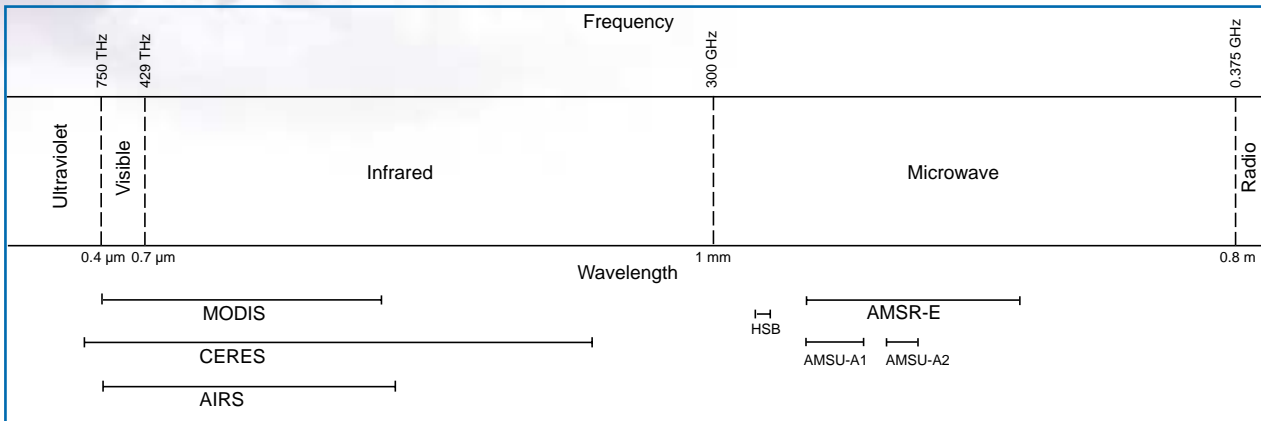 Frequency
750 THz
429 THz
300 GHz
0.375 GHz
Ultraviolet
Visible
Infrared
Microwave
Radio
0.4 µm 0.7 µm 1 mm 0.8 m
Wavelength
MODIS
AMSR-E
HSB
CERES
AMSU-A1 AMSU-A2
AIRS